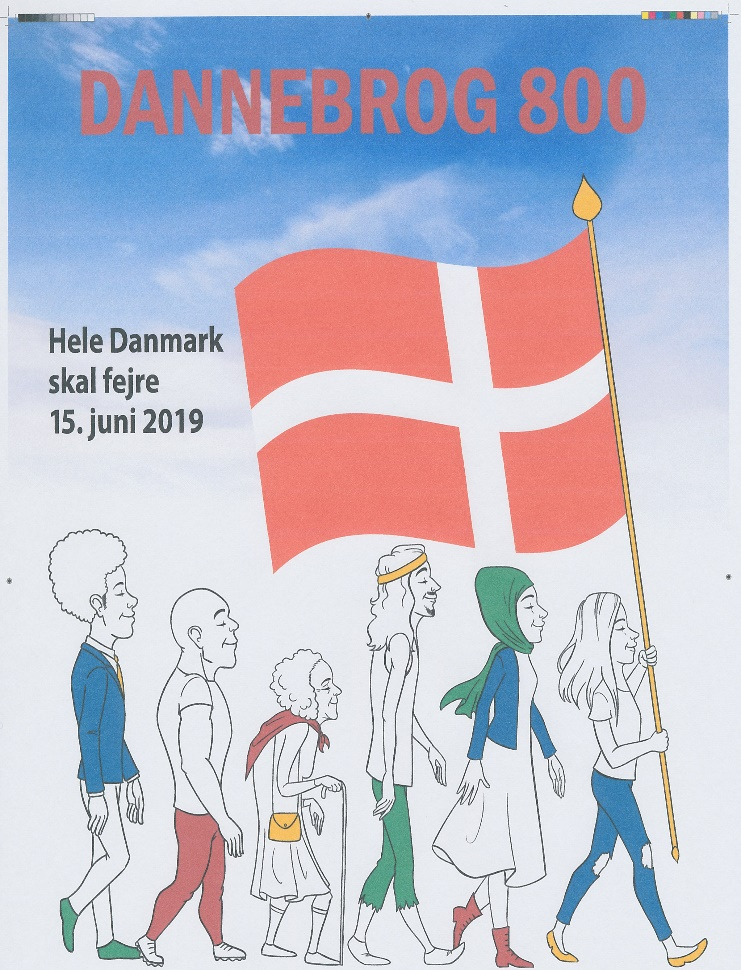 DANNEBROG 800
Hele Danmark
skal fejre
15. juni 2019